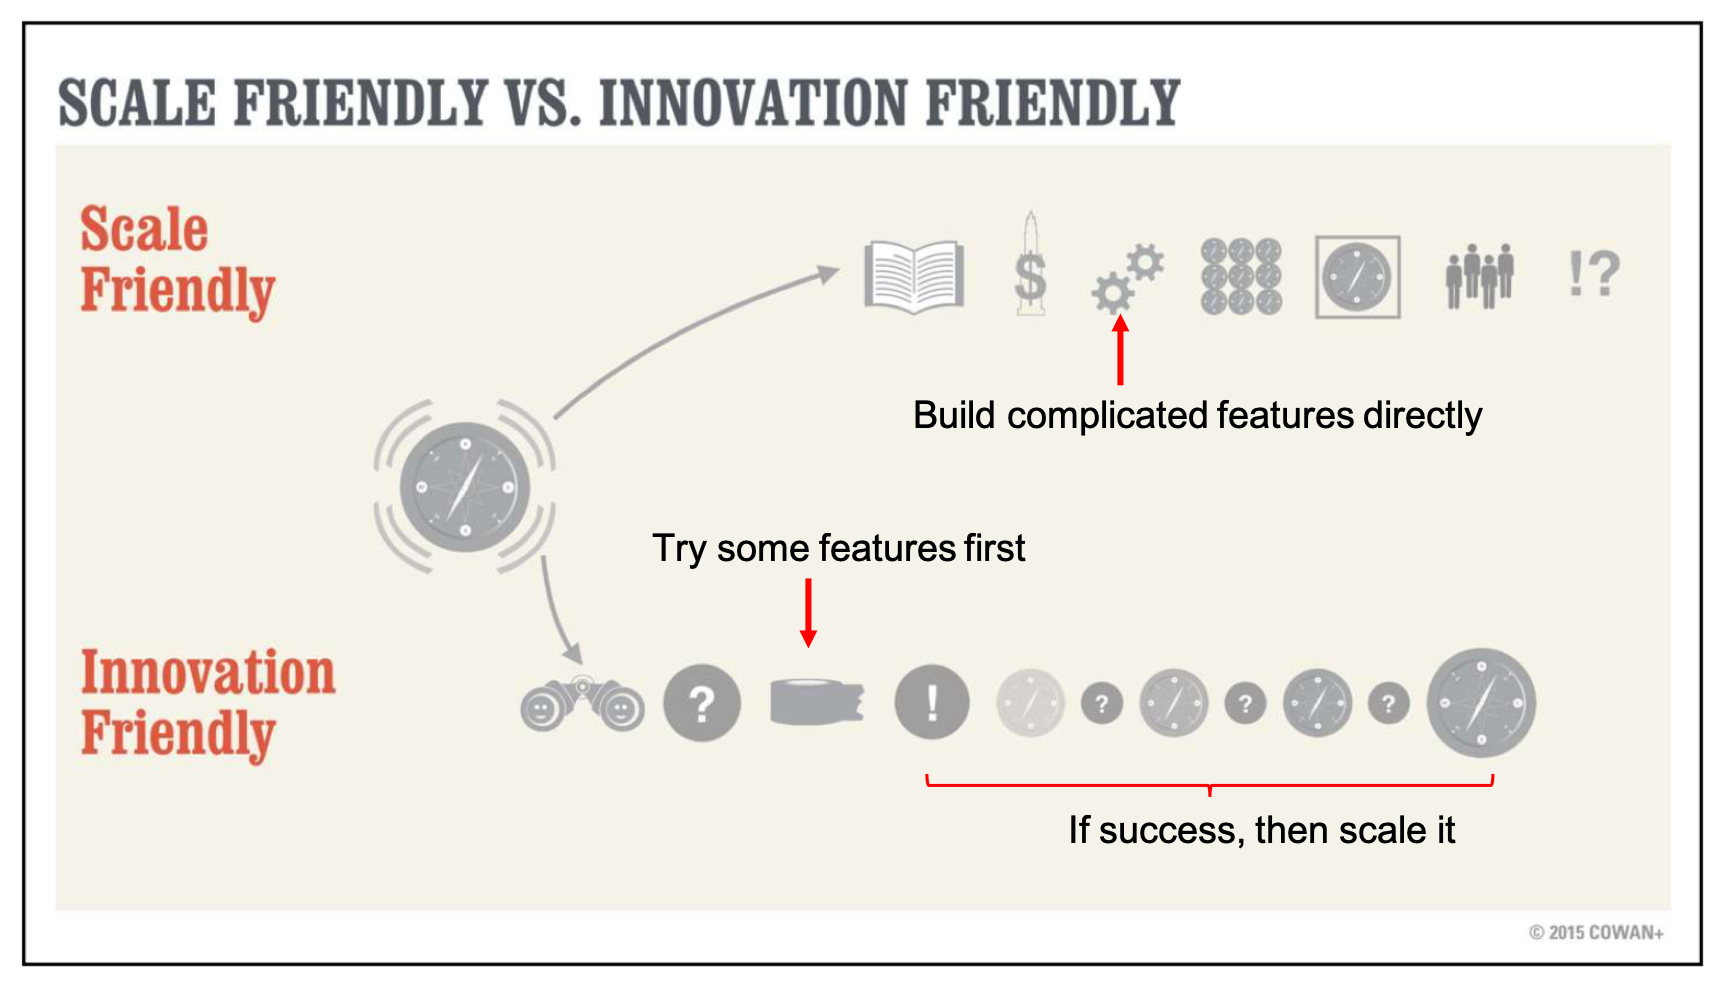 SCALE FRIENDLY VS. INNOVATION FRIENDLY
Scale
Friendly
$
!?
Build complicated features directly
Try some features first
Innovation
Friendly
? ! ? ? ?
If success, then scale it
© 2015 COWAN+